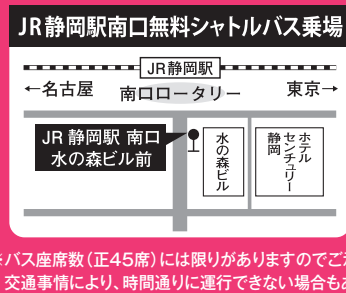 JR静岡駅南口無料シャトルバス乗場
JR静岡駅
←名古屋
南口ロータリー
東京→
JR 静岡駅 南口
水の森ビル前
水の森ビル
ホテル
センチュリー
静岡
※バス座席数(正45席)には限りがありますのでご
交通事情により、時間通りに運行できない場合も